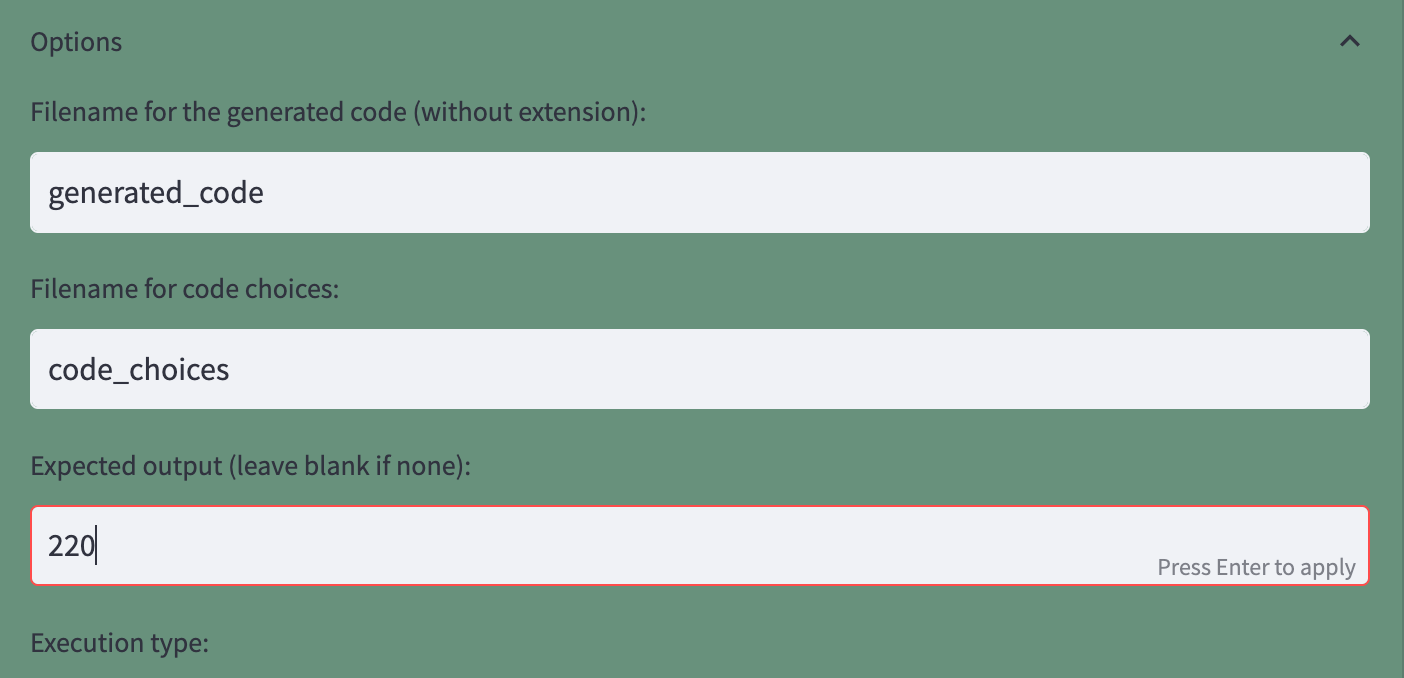 Options
Filename for the generated code (without extension):
generated_code
Filename for code choices:
code_choices
Expected output (leave blank if none):
220
Press Enter to apply
Execution type: